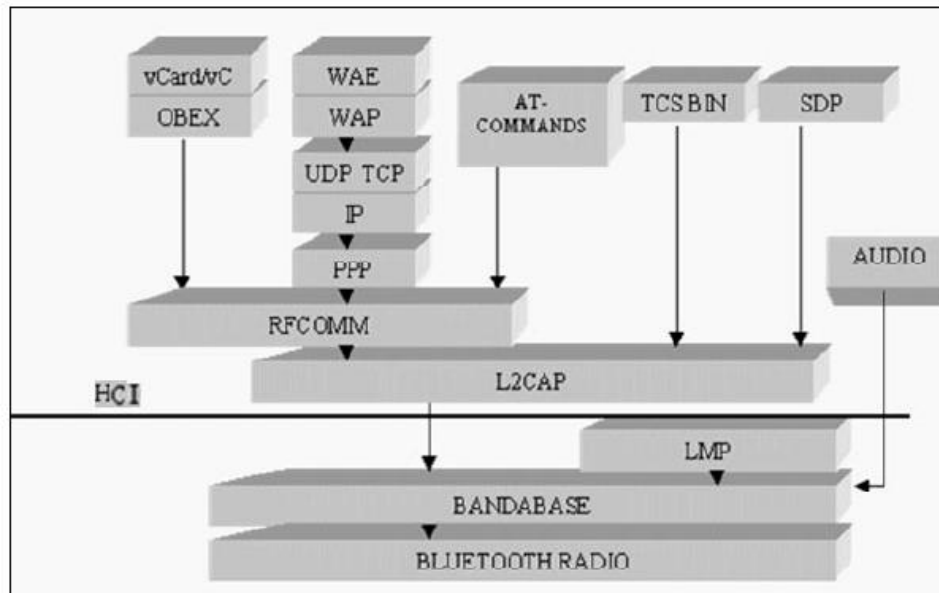 vCard/vC
OBEX
WAE
WAP
UDP TCP
IP
PPP
AT-
COMMANDS
TCS BIN
SDP
AUDIO
RFCOMM
L2CAP
HCI
LMP
BANDABASE
BLUETOOTH RADIO